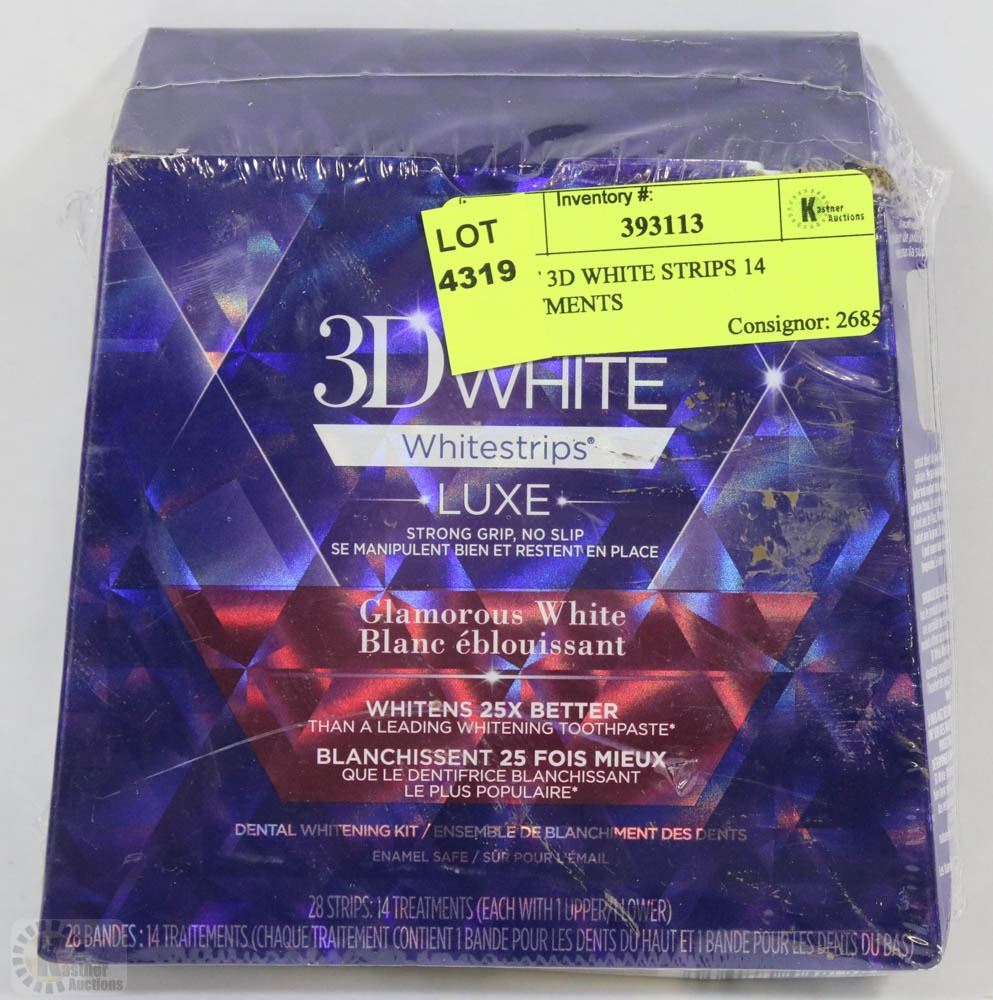 Inventory #:
393113
Kastner
Auctions
LOT
4319
3D WHITE STRIPS 14
MENTS
Consignor: 2685
3D WHITE
Whitestrips®
LUXE
STRONG GRIP, NO SLIP
SE MANIPULENT BIEN ET RESTENT EN PLACE
Glamorous White
Blanc éblouissant
WHITENS 25X BETTER
THAN A LEADING WHITENING TOOTHPASTE*
BLANCHISSENT 25 FOIS MIEUX
QUE LE DENTIFRICE BLANCHISSANT
LE PLUS POPULAIRE*
DENTAL WHITENING KIT / ENSEMBLE DE BLANCHIMENT DES DENTS
ENAMEL SAFE / SÛR POUR L'ÉMAIL
28 STRIPS: 14 TREATMENTS (EACH WITH 1 UPPER/1 LOWER)
28 BANDES : 14 TRAITEMENTS (CHAQUE TRAITEMENT CONTIENT 1 BANDE POUR LES DENTS DU HAUT ET 1 BANDE POUR LES DENTS DU BAS)
Kastner
Auctions